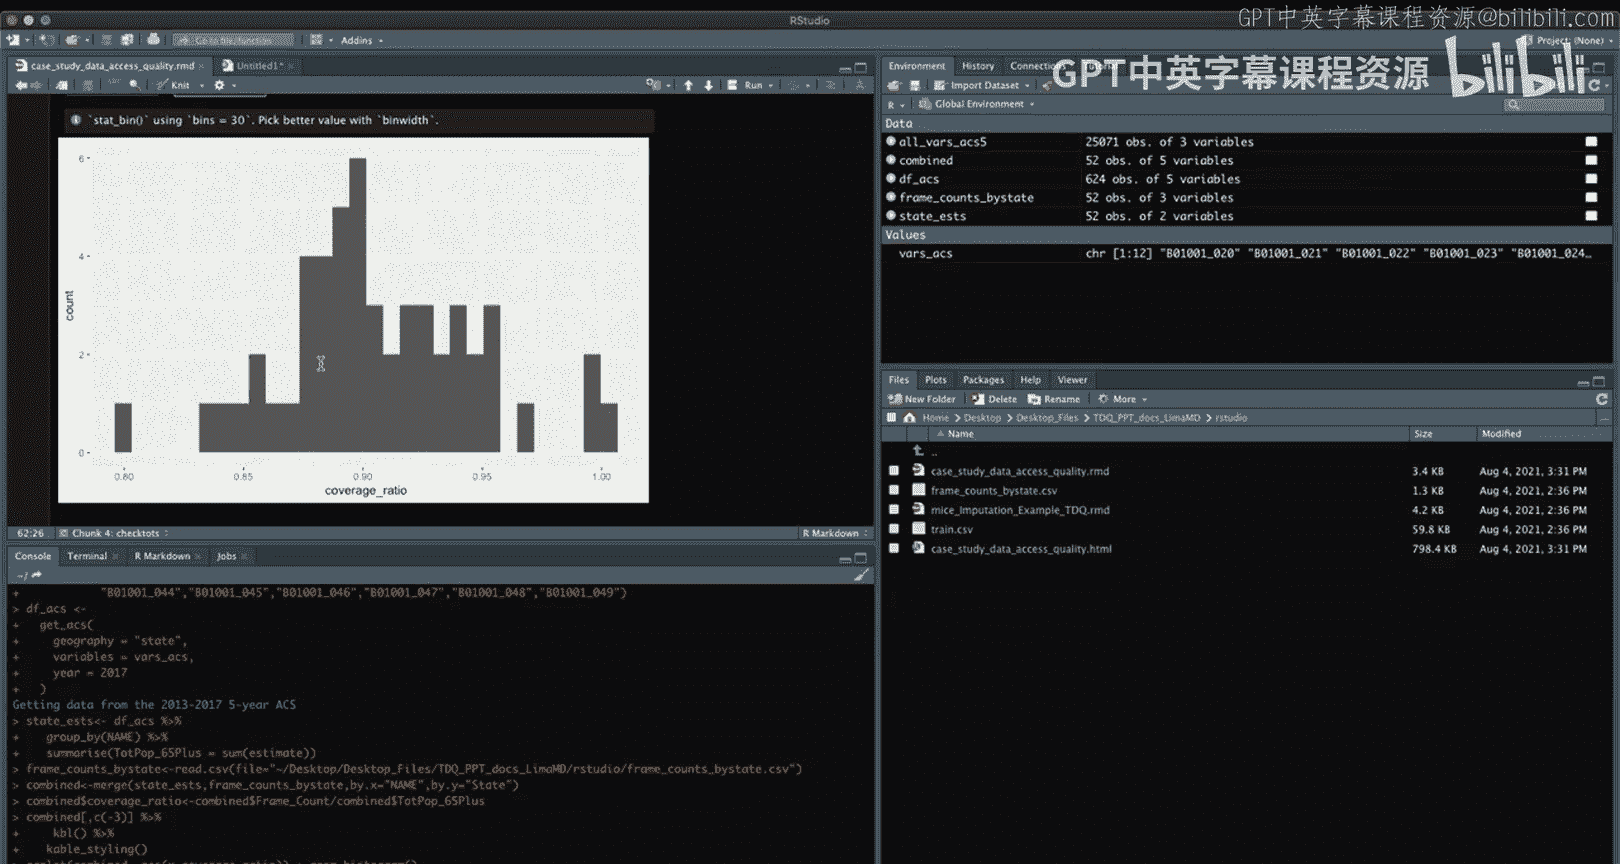 RStudio
GPT中英字幕课程资源@bilibili.com
Go to file/function
Addins
Project: (None)
case_study_data_access_quality.rmd
Untitled1*
Knit
Run
`stat_bin()` using `bins = 30`. Pick better value with `binwidth`.
6
4
2
0
count
0.80 0.85 0.90 0.95 1.00
coverage_ratio
62:26 Chunk 4: checktots R Markdown
Console Terminal R Markdown Jobs
~/
+ "B01001_044","B01001_045","B01001_046","B01001_047","B01001_048","B01001_049")
> df_acs <-
+ get_acs(
+ geography = "state",
+ variables = vars_acs,
+ year = 2017
+ )
Getting data from the 2013-2017 5-year ACS
> state_ests<- df_acs %>%
+ group_by(NAME) %>%
+ summarise(TotPop_65Plus = sum(estimate))
> frame_counts_bystate<-read.csv(file="~/Desktop/Desktop_Files/TDQ_PPT_docs_LimaMD/rstudio/frame_counts_bystate.csv")
> combined<-merge(state_ests,frame_counts_bystate,by.x="NAME",by.y="State")
> combined$coverage_ratio<-combined$Frame_Count/combined$TotPop_65Plus
> combined[,c(-3)] %>%
+ kbl() %>%
+ kable_styling()
Environment History Connections
GPT中英字幕课程资源 bilibili
Import Dataset
R Global Environment
Data
all_vars_acs5 25071 obs. of 3 variables
combined 52 obs. of 5 variables
df_acs 624 obs. of 5 variables
frame_counts_bystate 52 obs. of 3 variables
state_ests 52 obs. of 2 variables
Values
vars_acs chr [1:12] "B01001_020" "B01001_021" "B01001_022" "B01001_023" "B01001_024…
Files Plots Packages Help Viewer
New Folder Delete Rename More
Home > Desktop > Desktop_Files > TDQ_PPT_docs_LimaMD > rstudio
Name Size Modified
..
case_study_data_access_quality.rmd 3.4 KB Aug 4, 2021, 3:31 PM
frame_counts_bystate.csv 1.3 KB Aug 4, 2021, 2:36 PM
mice_Imputation_Example_TDQ.rmd 4.2 KB Aug 4, 2021, 2:36 PM
train.csv 59.8 KB Aug 4, 2021, 2:36 PM
case_study_data_access_quality.html 798.4 KB Aug 4, 2021, 3:31 PM